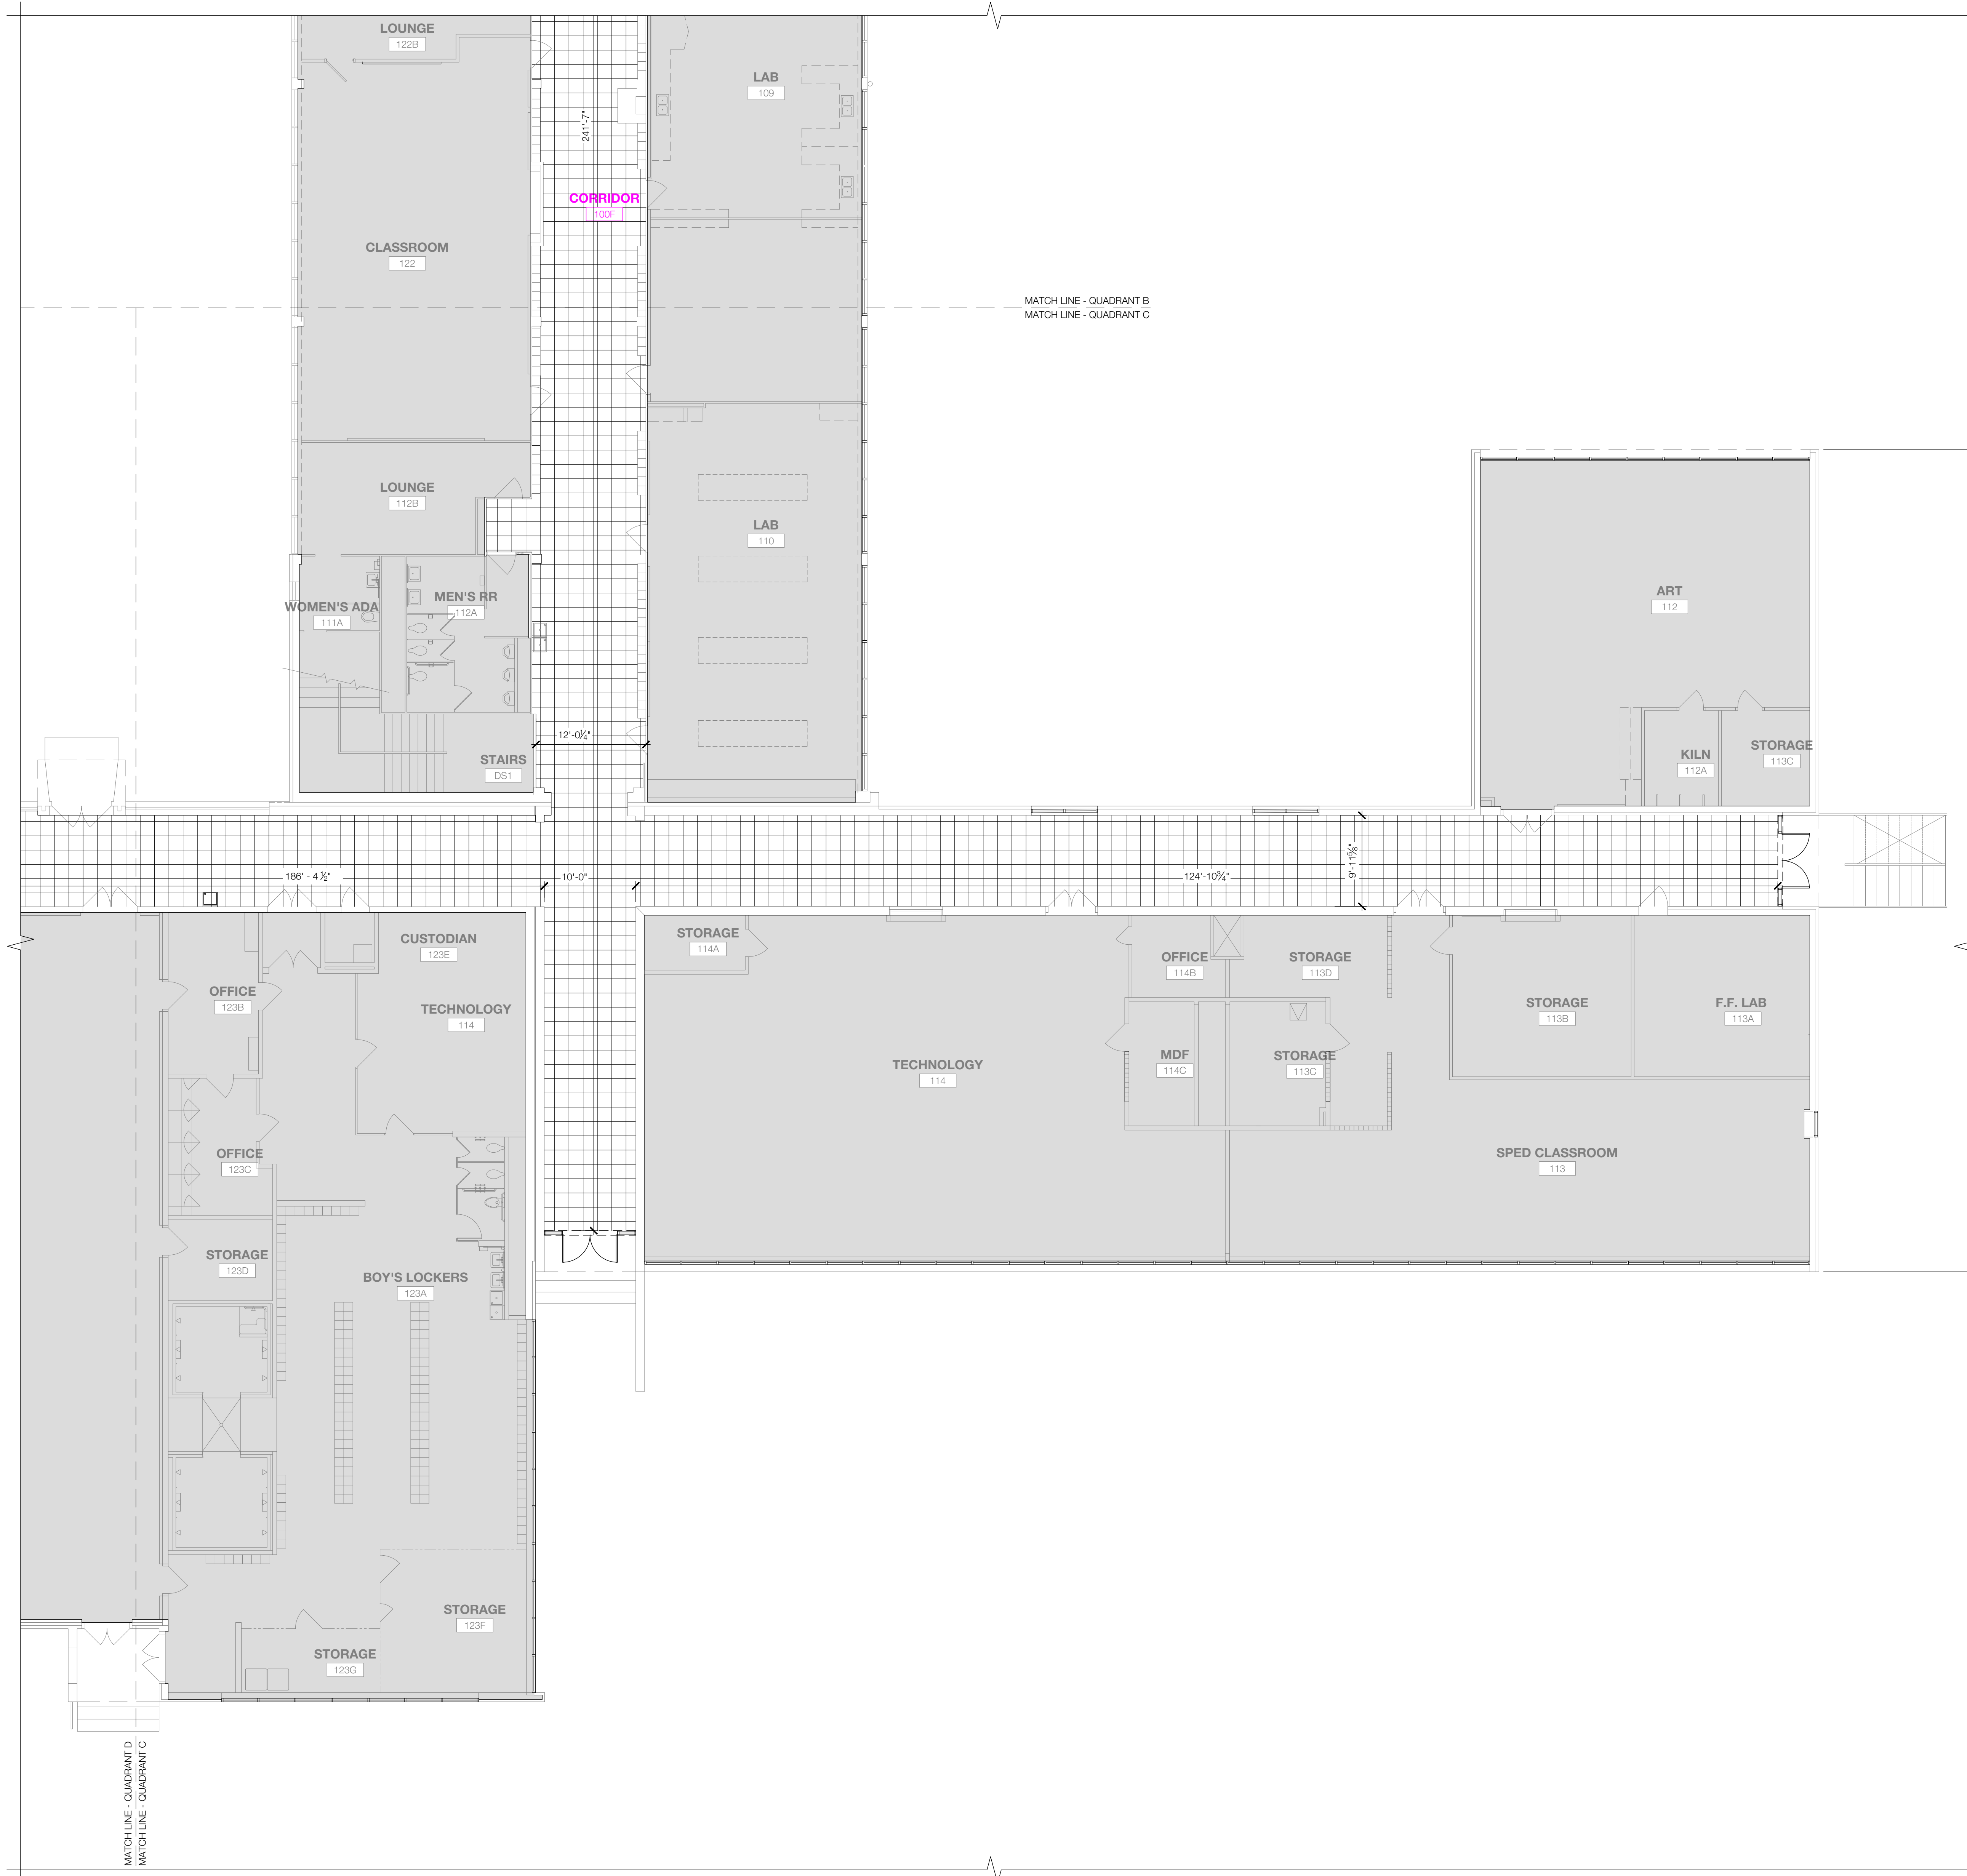 LOUNGE
122B
LAB
109
241'-7"
CORRIDOR
100F
CLASSROOM
122
MATCH LINE - QUADRANT B
MATCH LINE - QUADRANT C
LOUNGE
112B
LAB
110
WOMEN'S ADA
111A
MEN'S RR
112A
ART
112
12'-0¼"
STAIRS
DS1
KILN
112A
STORAGE
113C
186' - 4 ½"
10'-0"
124'-10¾"
9'-11⅝"
CUSTODIAN
123E
STORAGE
114A
OFFICE
114B
STORAGE
113D
OFFICE
123B
TECHNOLOGY
114
STORAGE
113B
F.F. LAB
113A
TECHNOLOGY
114
MDF
114C
STORAGE
113C
OFFICE
123C
SPED CLASSROOM
113
STORAGE
123D
BOY'S LOCKERS
123A
STORAGE
123F
STORAGE
123G
MATCH LINE - QUADRANT D
MATCH LINE - QUADRANT C